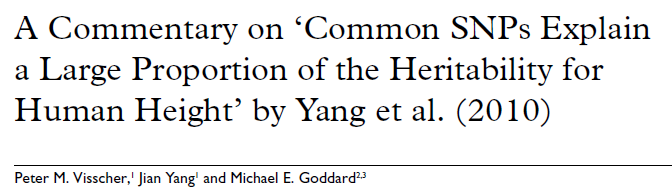 A Commentary on ‘Common SNPs Explain
a Large Proportion of the Heritability for
Human Height’ by Yang et al. (2010)
Peter M. Visscher,¹ Jian Yang¹ and Michael E. Goddard²,³